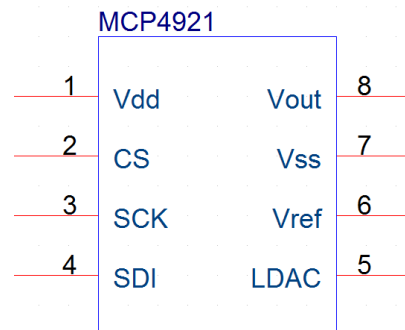 MCP4921
1 Vdd Vout 8
2 CS Vss 7
3 SCK Vref 6
4 SDI LDAC 5